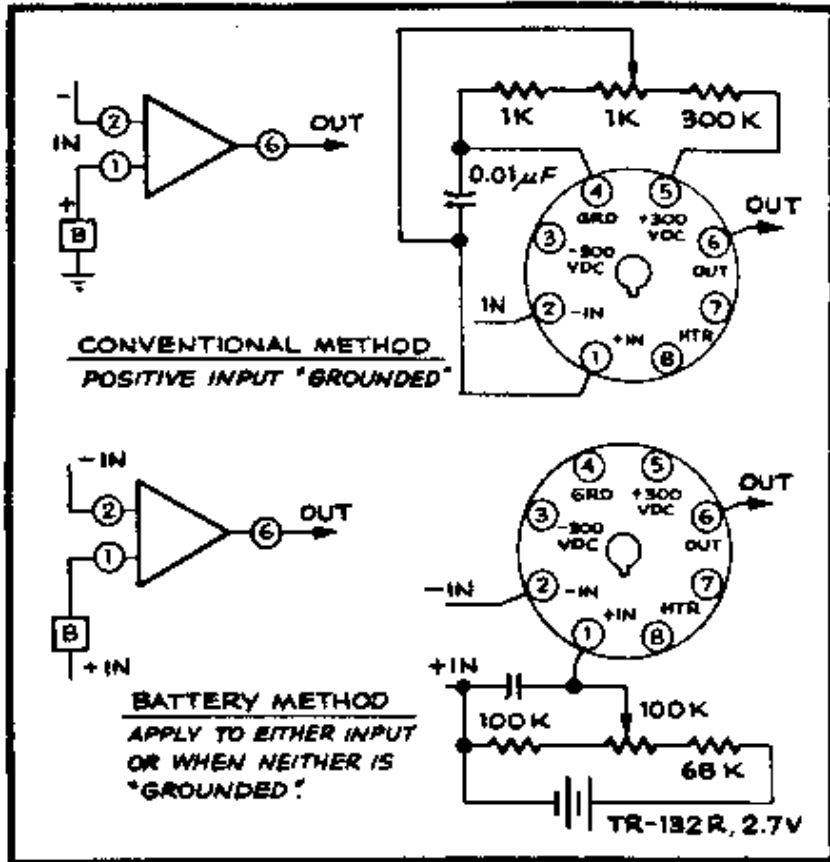 −
②
IN
①
+
B
⑥
OUT
1K
1K
300K
0.01µF
④
GRD
⑤
+300
VDC
③
-300
VDC
⑥
OUT
OUT
IN
②
-IN
①
+IN
⑧
⑦
HTR
CONVENTIONAL METHOD
POSITIVE INPUT "GROUNDED"
-IN
②
①
B
+IN
⑥
OUT
④
GRD
⑤
+300
VDC
③
-300
VDC
⑥
OUT
OUT
-IN
②
-IN
①
+IN
⑧
⑦
HTR
+IN
100K
100K
68K
TR-132R, 2.7V
BATTERY METHOD
APPLY TO EITHER INPUT
OR WHEN NEITHER IS
"GROUNDED".